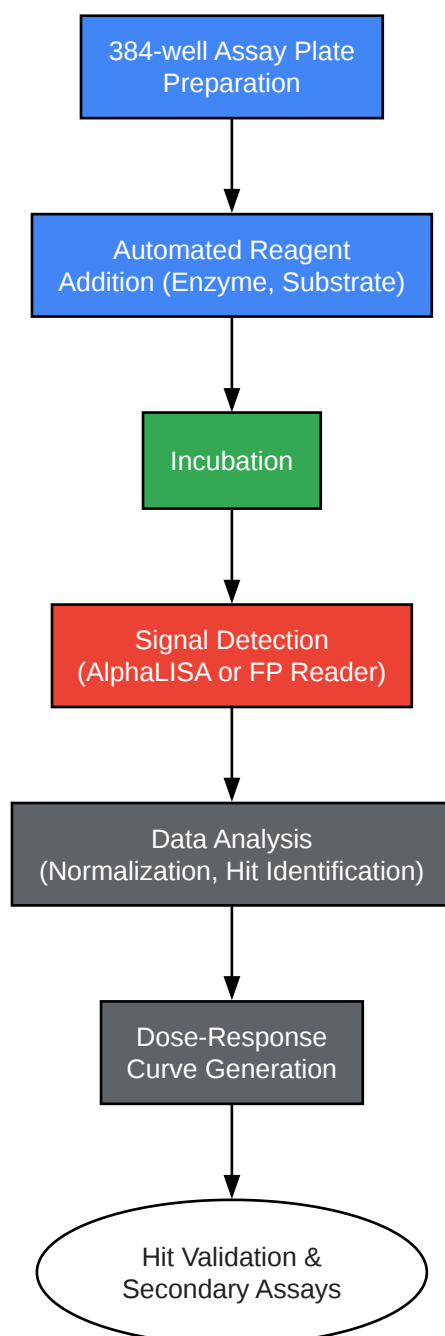 384-well Assay Plate
Preparation
Automated Reagent
Addition (Enzyme, Substrate)
Incubation
Signal Detection
(AlphaLISA or FP Reader)
Data Analysis
(Normalization, Hit Identification)
Dose-Response
Curve Generation
Hit Validation &
Secondary Assays